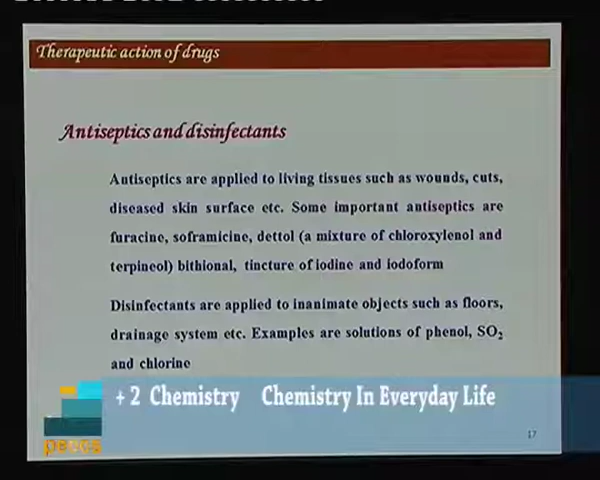 Therapeutic action of drugs
Antiseptics and disinfectants
Antiseptics are applied to living tissues such as wounds, cuts,
diseased skin surface etc. Some important antiseptics are
furacine, soframicine, dettol (a mixture of chloroxylenol and
terpineol) bithional, tincture of iodine and iodoform
Disinfectants are applied to inanimate objects such as floors,
drainage system etc. Examples are solutions of phenol, SO₂
and chlorine
+ 2 Chemistry Chemistry In Everyday Life
17